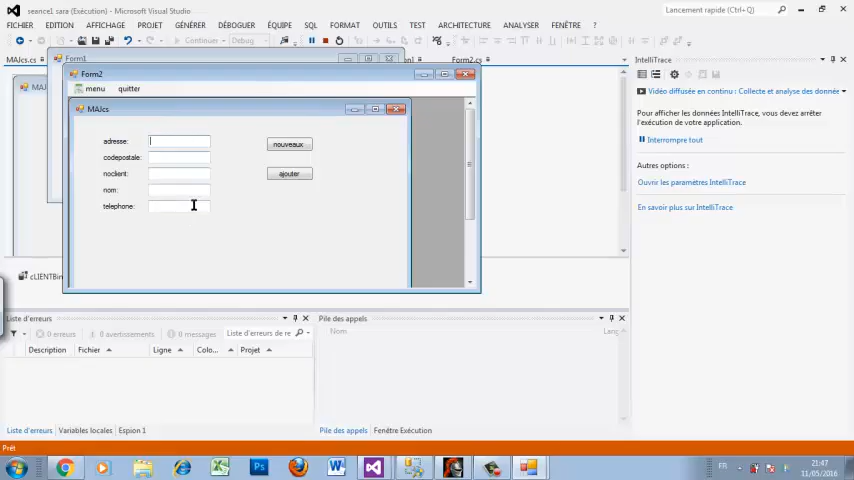 seance1 sara (Exécution) - Microsoft Visual Studio
Lancement rapide (Ctrl+Q)
FICHIER EDITION AFFICHAGE PROJET GÉNÉRER DÉBOGUER ÉQUIPE SQL FORMAT OUTILS TEST ARCHITECTURE ANALYSER FENÊTRE ?
Continuer Debug
MAJcs.cs Form1 Form2.cs
IntelliTrace
Form2
menu quitter
MAJcs
Vidéo diffusée en continu : Collecte et analyse des donnée
Pour afficher les données IntelliTrace, vous devez arrêter
l'exécution de votre application.
Interrompre tout
Autres options :
Ouvrir les paramètres IntelliTrace
En savoir plus sur IntelliTrace
adresse:
nouveaux
codepostale:
noclient:
ajouter
nom:
telephone:
cLIENTBin
Liste d'erreurs
Pile des appels
0 erreurs 8 avertissements 0 messages Liste d'erreurs de re
Nom Lang
Description Fichier Ligne Colo... Projet
Liste d'erreurs Variables locales Espion 1
Pile des appels Fenêtre Exécution
Prêt
FR
21:47
11/05/2016